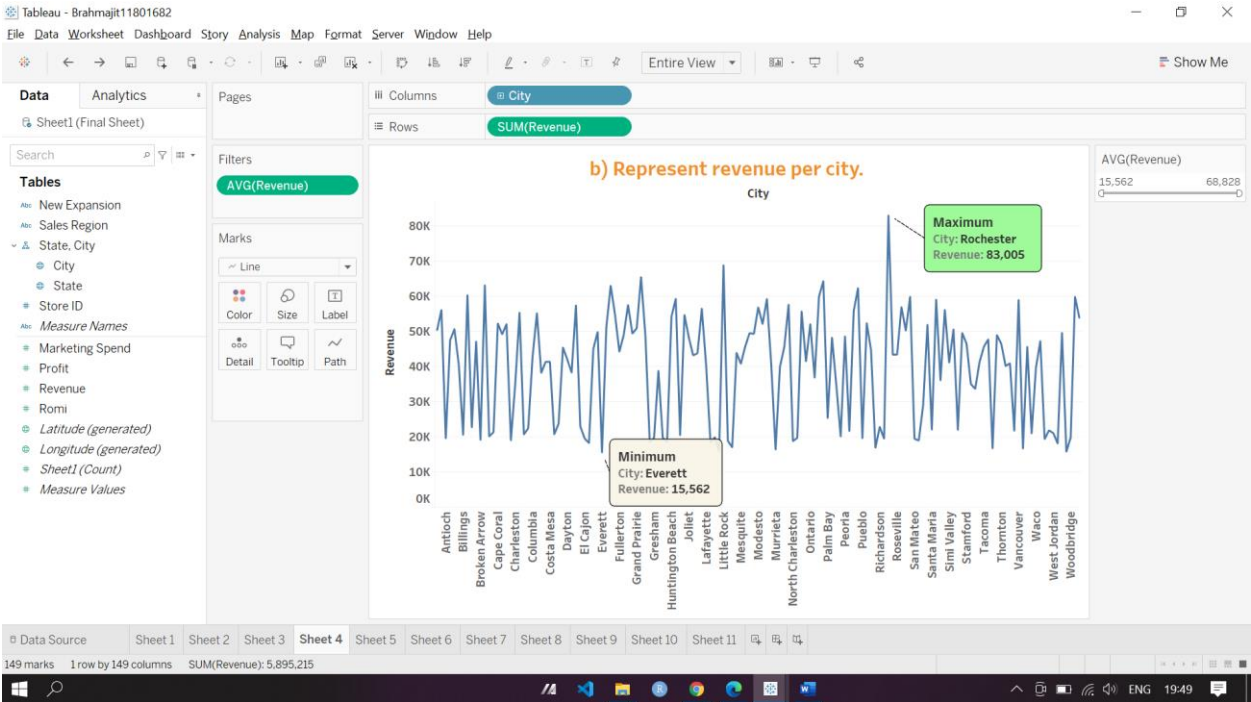 Tableau - Brahmajit11801682
File Data Worksheet Dashboard Story Analysis Map Format Server Window Help
Entire View
Show Me
Data Analytics
Sheet1 (Final Sheet)
Search
Tables
Abc New Expansion
Abc Sales Region
State, City
City
State
# Store ID
Abc Measure Names
# Marketing Spend
# Profit
# Revenue
# Romi
Latitude (generated)
Longitude (generated)
# Sheet1 (Count)
# Measure Values
Pages
Filters
AVG(Revenue)
Marks
Line
Color Size Label
Detail Tooltip Path
Columns City
Rows SUM(Revenue)
b) Represent revenue per city.
City
Revenue
80K
70K
60K
50K
40K
30K
20K
10K
0K
Maximum
City: Rochester
Revenue: 83,005
Minimum
City: Everett
Revenue: 15,562
Antioch
Billings
Broken Arrow
Cape Coral
Charleston
Columbia
Costa Mesa
Dayton
El Cajon
Everett
Fullerton
Grand Prairie
Gresham
Huntington Beach
Joliet
Lafayette
Little Rock
Mesquite
Modesto
Murrieta
North Charleston
Ontario
Palm Bay
Peoria
Pueblo
Richardson
Roseville
San Mateo
Santa Maria
Simi Valley
Stamford
Tacoma
Thornton
Vancouver
Waco
West Jordan
Woodbridge
AVG(Revenue)
15,562 68,828
Data Source Sheet 1 Sheet 2 Sheet 3 Sheet 4 Sheet 5 Sheet 6 Sheet 7 Sheet 8 Sheet 9 Sheet 10 Sheet 11
149 marks 1 row by 149 columns SUM(Revenue): 5,895,215
ENG 19:49